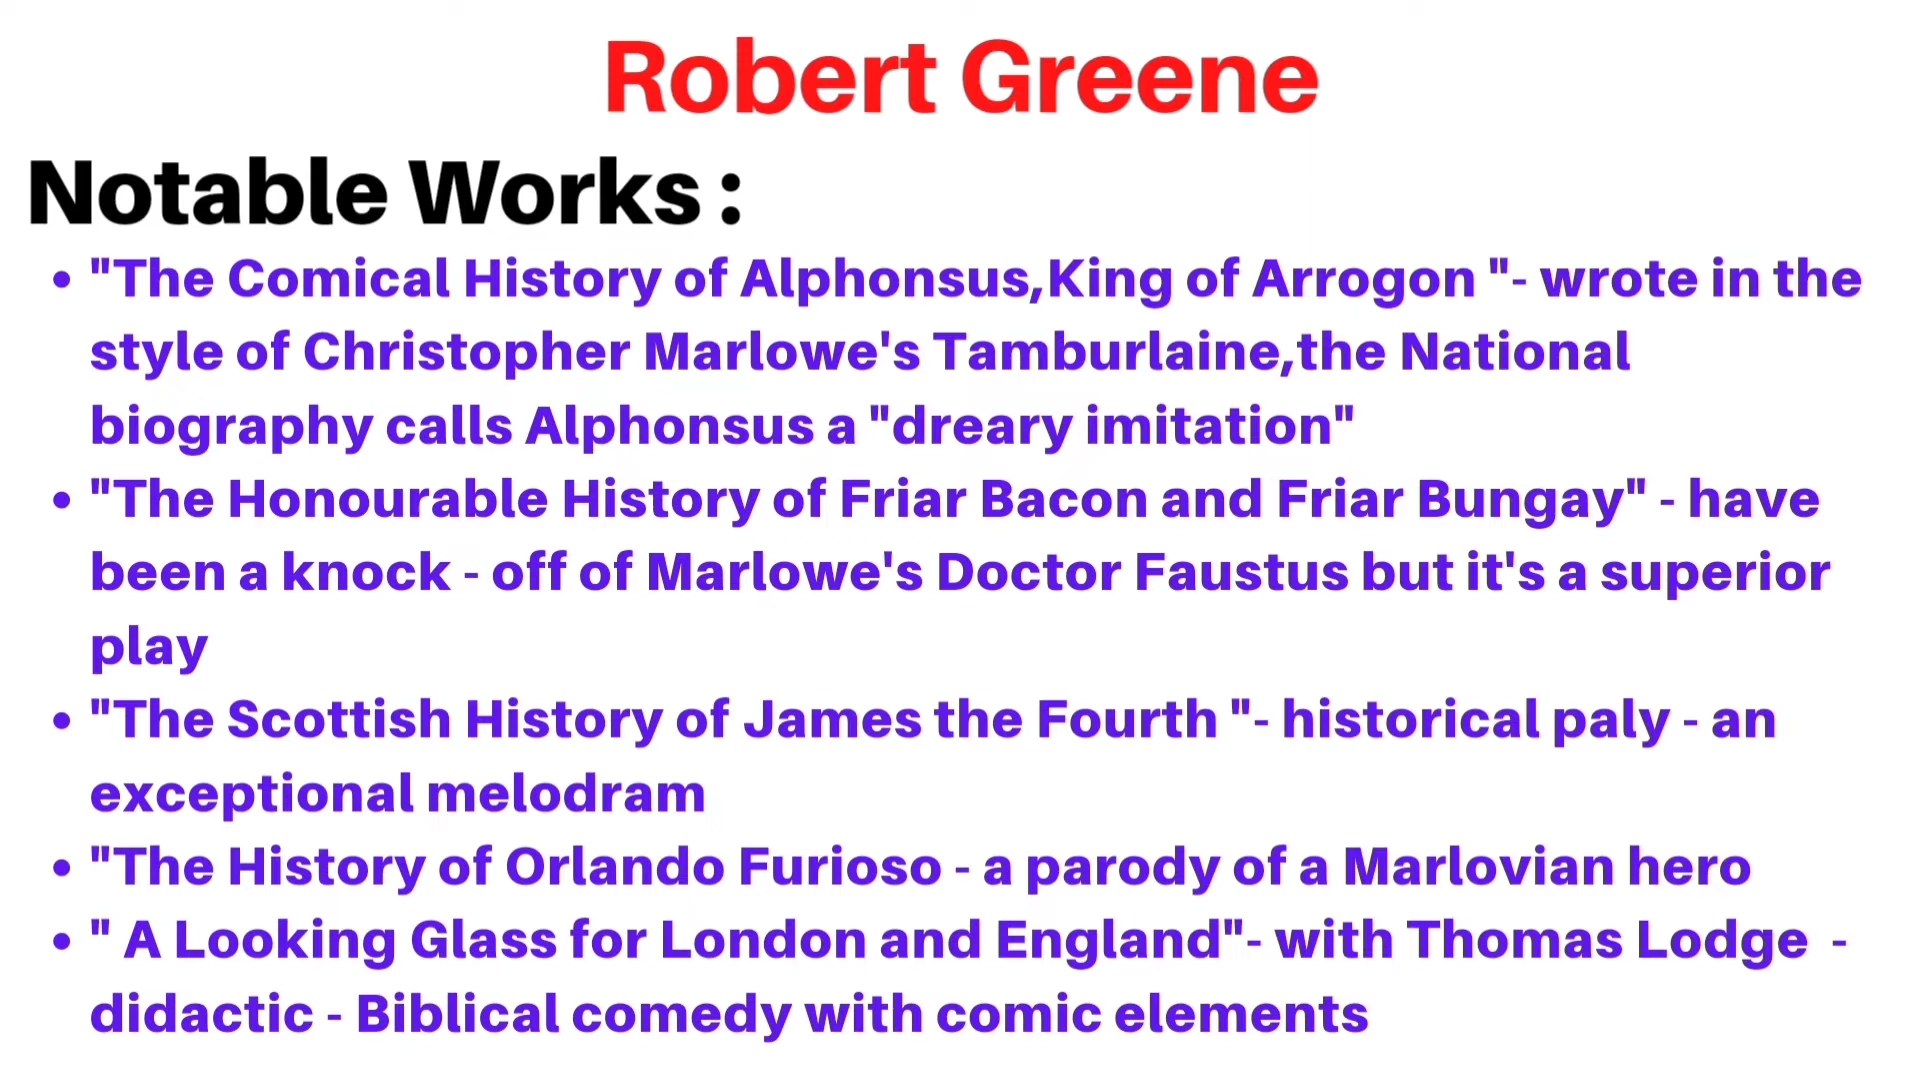 Robert Greene
Notable Works :
• "The Comical History of Alphonsus,King of Arrogon "- wrote in the
style of Christopher Marlowe's Tamburlaine,the National
biography calls Alphonsus a "dreary imitation"
• "The Honourable History of Friar Bacon and Friar Bungay" - have
been a knock - off of Marlowe's Doctor Faustus but it's a superior
play
• "The Scottish History of James the Fourth "- historical paly - an
exceptional melodram
• "The History of Orlando Furioso - a parody of a Marlovian hero
• " A Looking Glass for London and England"- with Thomas Lodge  -
didactic - Biblical comedy with comic elements